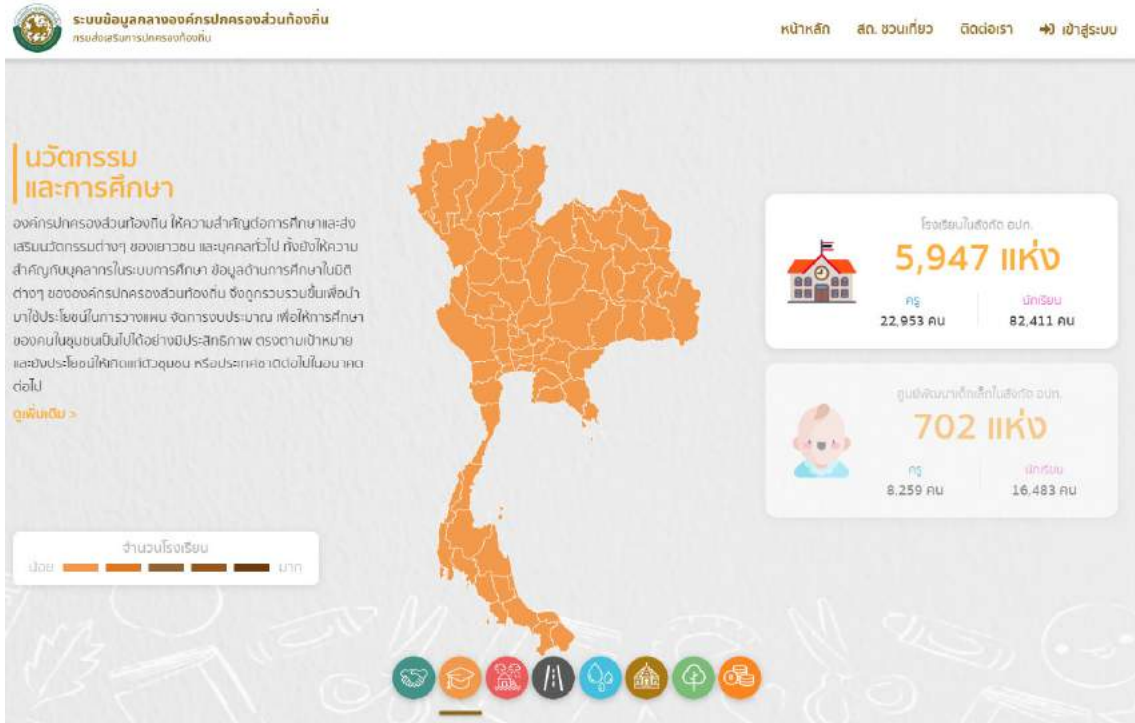 ระบบข้อมูลกลางองค์กรปกครองส่วนท้องถิ่น
กรมส่งเสริมการปกครองท้องถิ่น
หน้าหลัก สถ. ชวนเที่ยว ติดต่อเรา เข้าสู่ระบบ
นวัตกรรม
และการศึกษา
องค์กรปกครองส่วนท้องถิ่น ให้ความสำคัญต่อการศึกษาและส่ง
เสริมนวัตกรรมต่างๆ ของเยาวชน และบุคคลทั่วไป ทั้งยังให้ความ
สำคัญกับบุคลากรในระบบการศึกษา ข้อมูลด้านการศึกษาในมิติ
ต่างๆ ขององค์กรปกครองส่วนท้องถิ่น จึงถูกรวบรวมขึ้นเพื่อนำ
มาใช้ประโยชน์ในการวางแผน จัดการงบประมาณ เพื่อให้การศึกษา
ของคนในชุมชนเป็นไปได้อย่างมีประสิทธิภาพ ตรงตามเป้าหมาย
และยังประโยชน์ให้เกิดแก่ตัวชุมชน หรือประเทศชาติต่อไปในอนาคต
ต่อไป
ดูเพิ่มเติม >
จำนวนโรงเรียน
น้อย มาก
โรงเรียนในสังกัด อปท.
5,947 แห่ง
ครู นักเรียน
22,953 คน 82,411 คน
ศูนย์พัฒนาเด็กเล็กในสังกัด อปท.
702 แห่ง
ครู นักเรียน
8,259 คน 16,483 คน